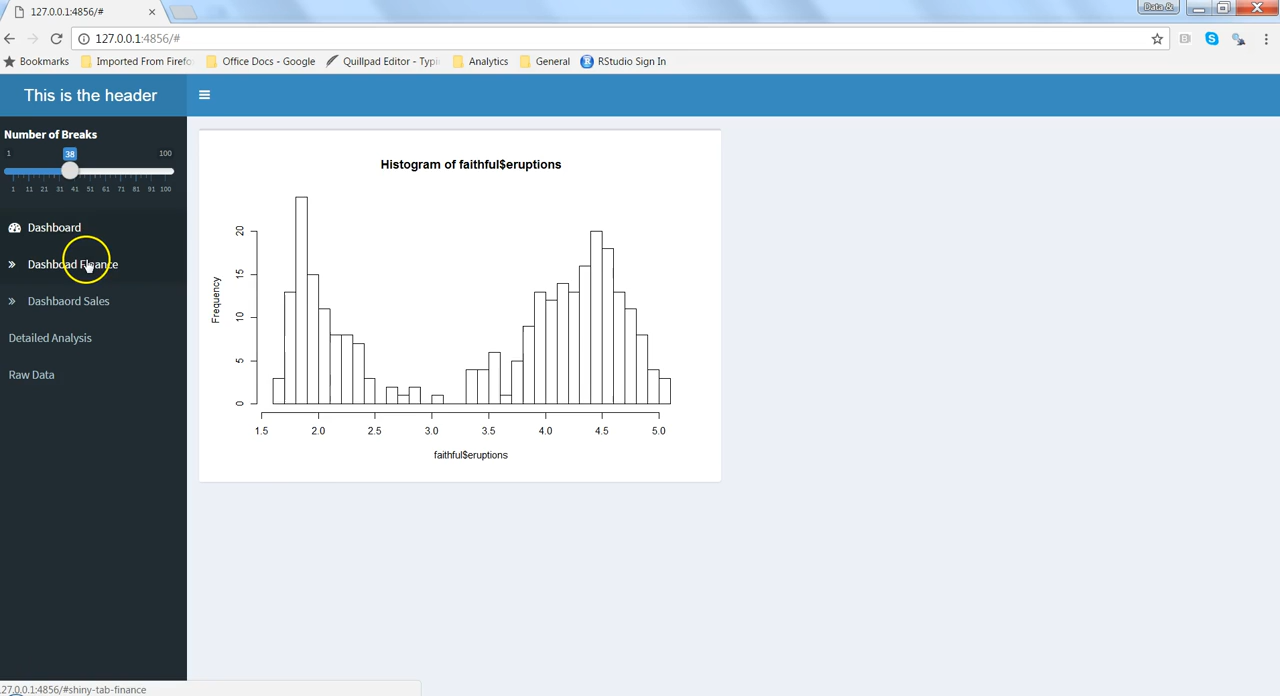 127.0.0.1:4856/#
Data &
127.0.0.1:4856/#
Bookmarks Imported From Firefo Office Docs - Google Quillpad Editor - Typi Analytics General RStudio Sign In
This is the header
Number of Breaks
1 38 100
1 11 21 31 41 51 61 71 81 91 100
Dashboard
Dashboad Finance
Dashbaord Sales
Detailed Analysis
Raw Data
Histogram of faithful$eruptions
Frequency
20
15
10
5
0
1.5 2.0 2.5 3.0 3.5 4.0 4.5 5.0
faithful$eruptions
27.0.0.1:4856/#shiny-tab-finance